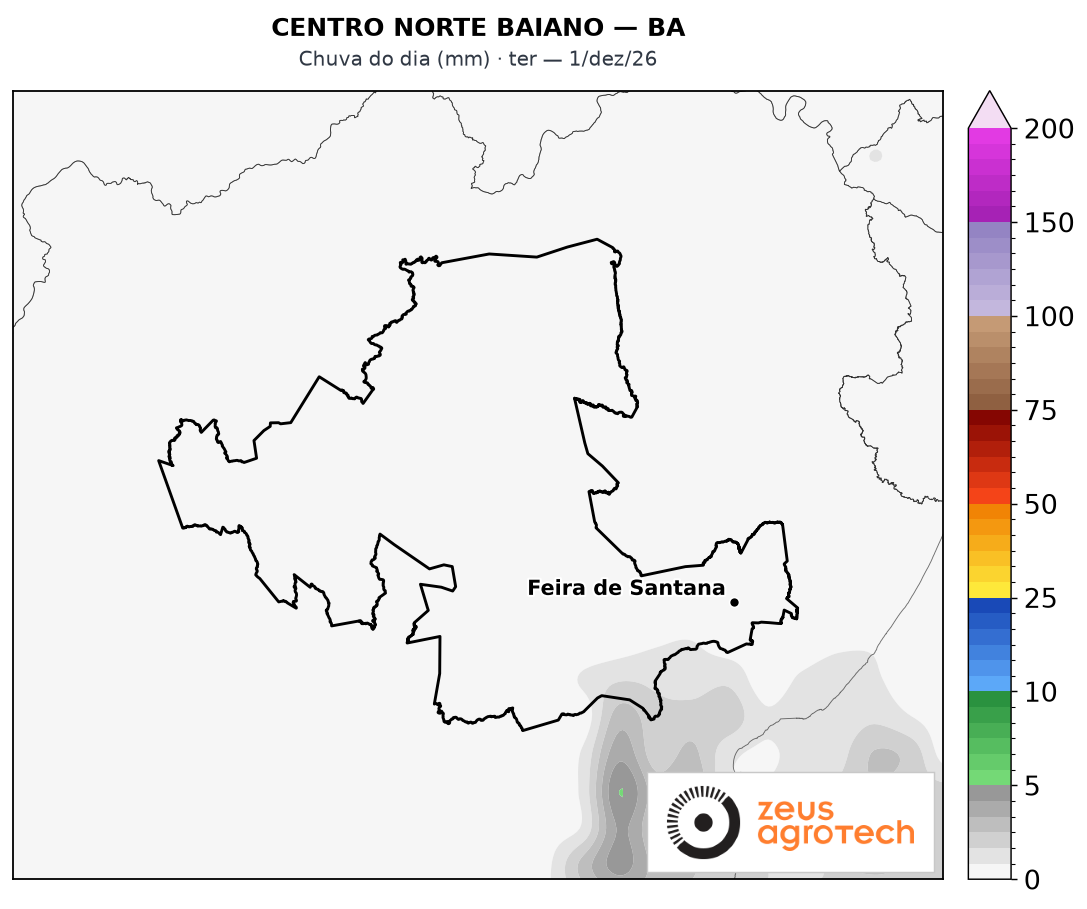 CENTRO NORTE BAIANO — BA
Chuva do dia (mm) · ter — 1/dez/26
200
150
100
75
50
25
10
5
0
Feira de Santana
zeus
agrotech